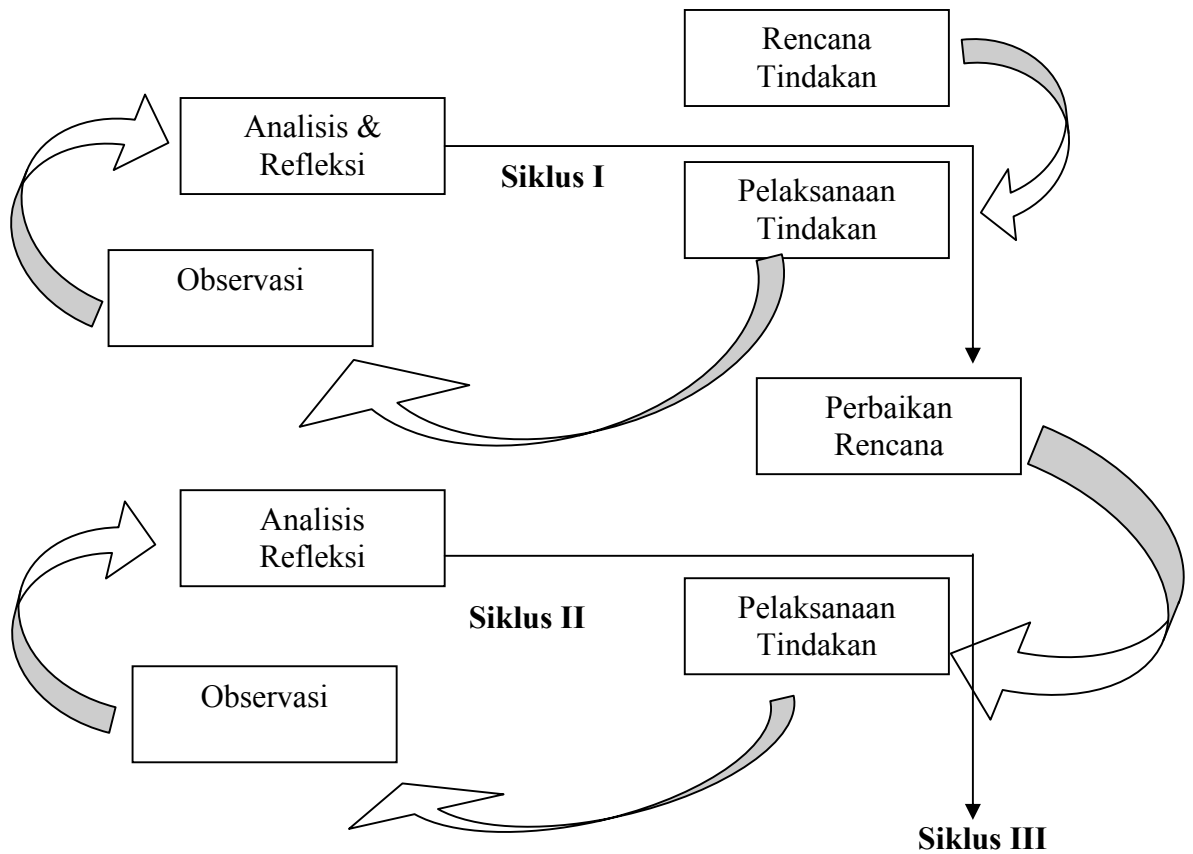 Rencana
Tindakan
Analisis &
Refleksi
Siklus I
Pelaksanaan
Tindakan
Observasi
Perbaikan
Rencana
Analisis
Refleksi
Siklus II
Pelaksanaan
Tindakan
Observasi
Siklus III